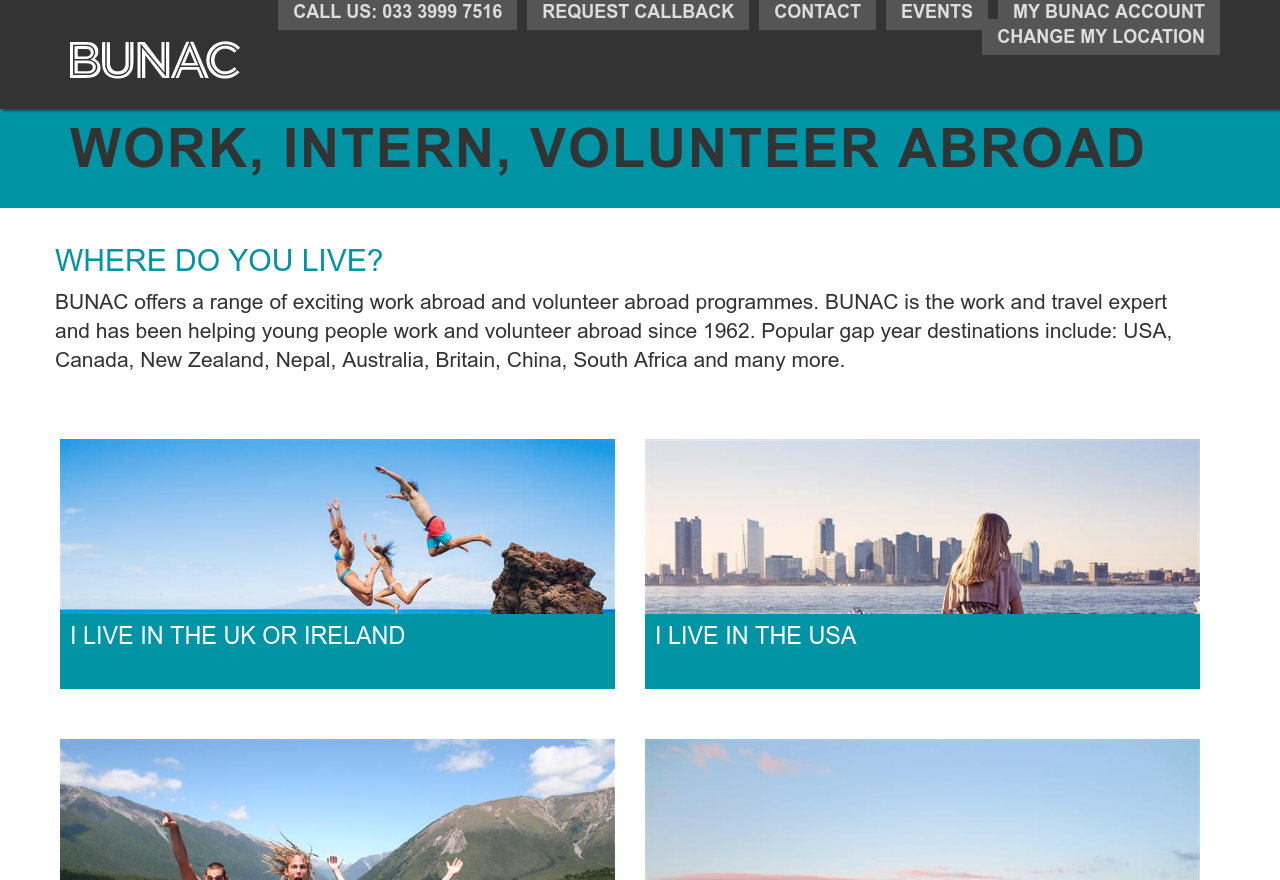 CALL US: 033 3999 7516 REQUEST CALLBACK CONTACT EVENTS MY BUNAC ACCOUNT
CHANGE MY LOCATION
BUNAC
WORK, INTERN, VOLUNTEER ABROAD
WHERE DO YOU LIVE?
BUNAC offers a range of exciting work abroad and volunteer abroad programmes. BUNAC is the work and travel expert
and has been helping young people work and volunteer abroad since 1962. Popular gap year destinations include: USA,
Canada, New Zealand, Nepal, Australia, Britain, China, South Africa and many more.
I LIVE IN THE UK OR IRELAND
I LIVE IN THE USA